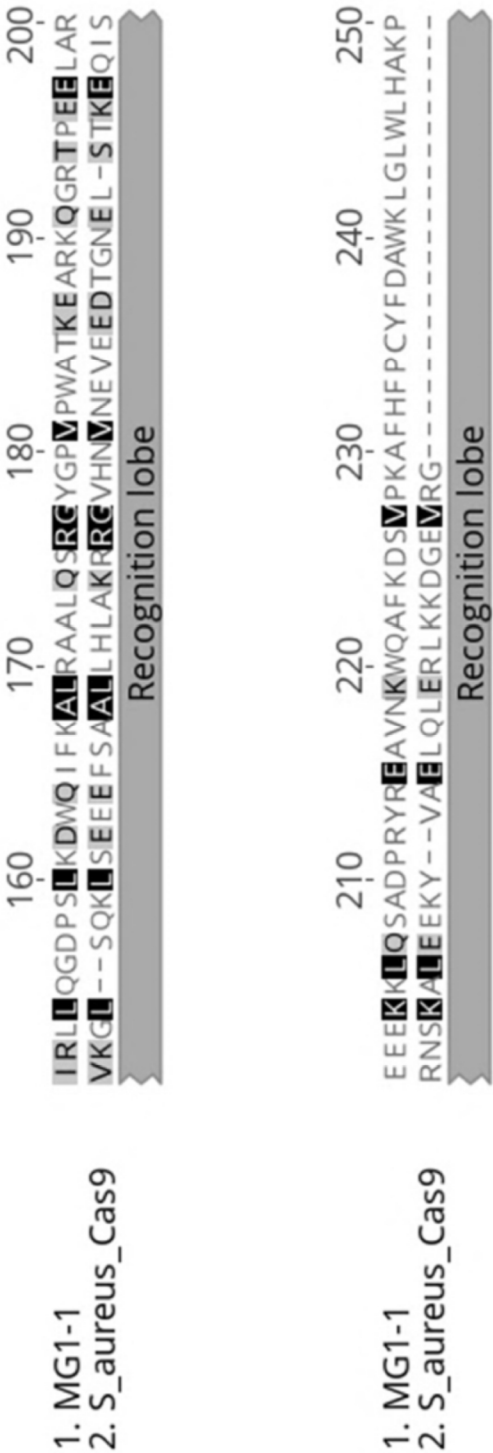 160 170 180 190 200
1. MG1-1 IRLLQGDPSLKDWQIFKALRAALQSRGYGPVPWATKEARKQGRTPEELAR
2. S_aureus_Cas9 VKGL--SQKLSEEEFSAALLHLAKRRGVHNVNEVEEDTGNEL-STKEQIS
Recognition lobe
210 220 230 240 250
1. MG1-1 EEEKKLQSADPRYREAVNKWQAFKDSVPKAFHFPCYFDAWKLGLWLHAKP
2. S_aureus_Cas9 RNSKALEEKY--VAELQLERLKKDGEVRG---------------------
Recognition lobe